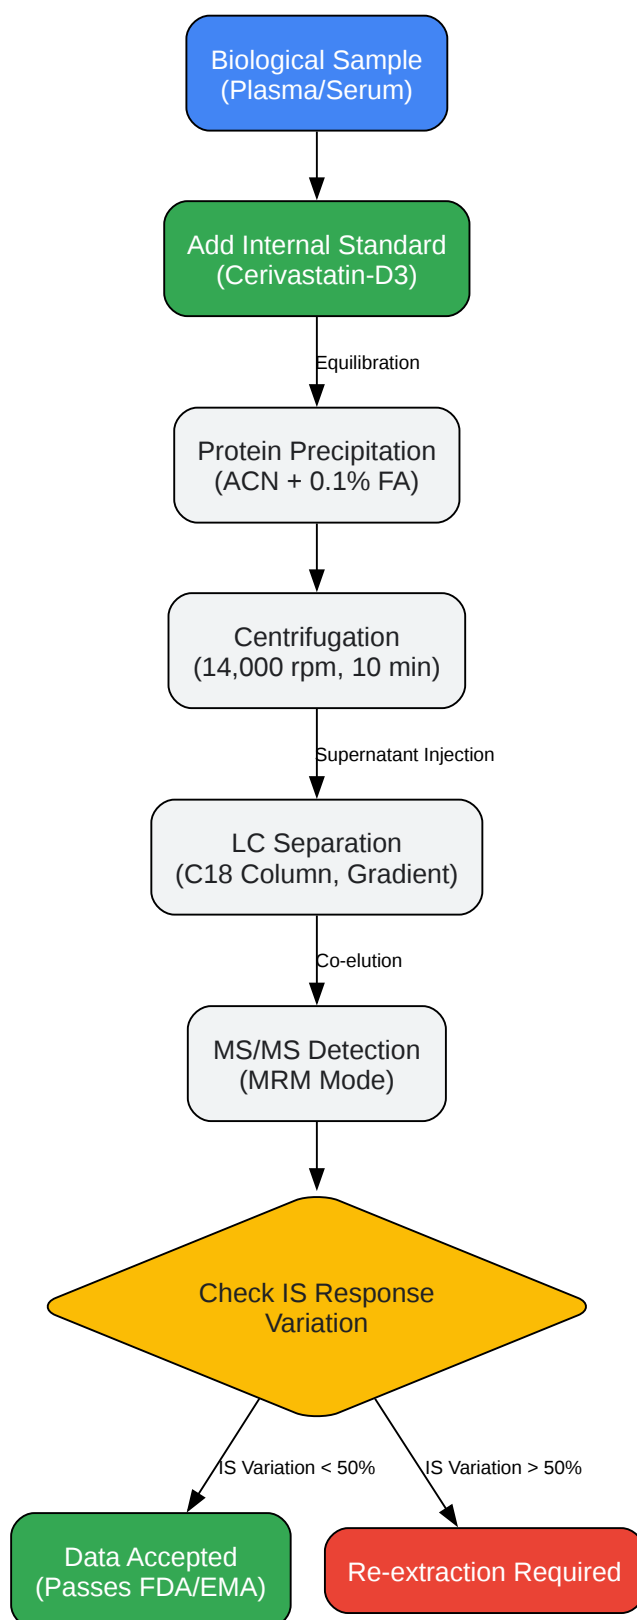 Biological Sample
(Plasma/Serum)
Add Internal Standard
(Cerivastatin-D3)
Equilibration
Protein Precipitation
(ACN + 0.1% FA)
Centrifugation
(14,000 rpm, 10 min)
Supernatant Injection
LC Separation
(C18 Column, Gradient)
Co-elution
MS/MS Detection
(MRM Mode)
Check IS Response
Variation
IS Variation < 50%
IS Variation > 50%
Data Accepted
(Passes FDA/EMA)
Re-extraction Required